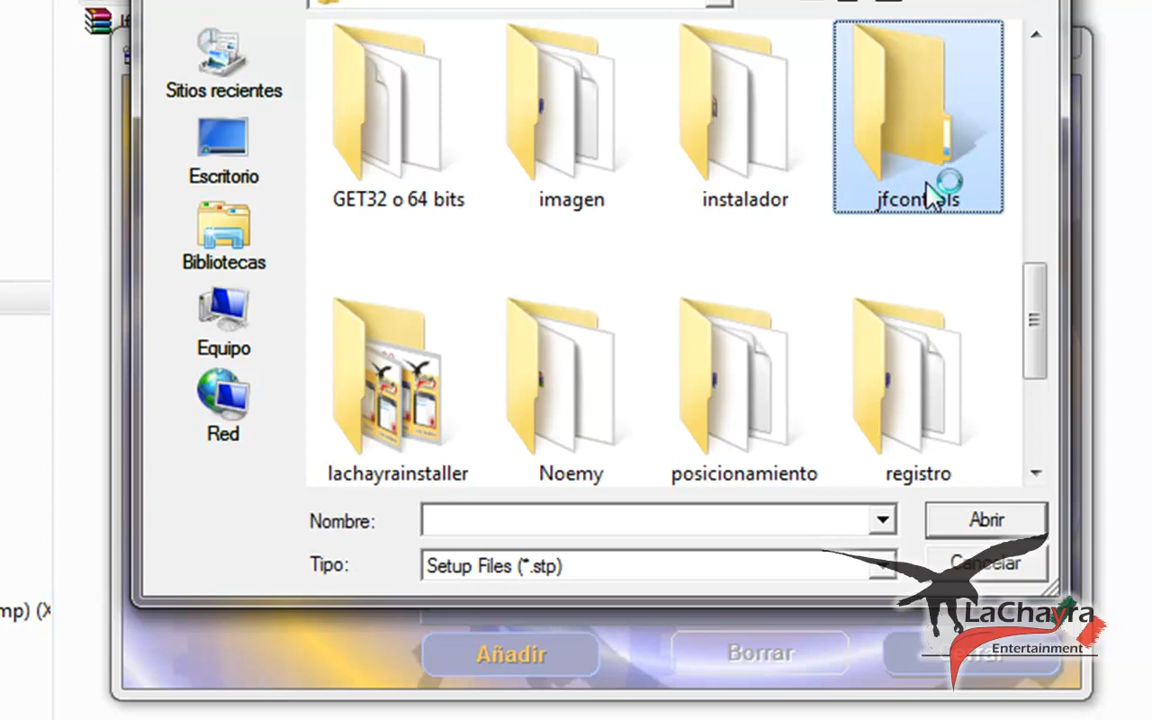 Sitios recientes
Escritorio
Bibliotecas
Equipo
Red
GET32 o 64 bits
imagen
instalador
jfcontrols
lachayrainstaller
Noemy
posicionamiento
registro
Nombre:
Abrir
Tipo:
Setup Files (*.stp)
Cancelar
mp) (X
Añadir
Borrar
LaChayra
Entertainment